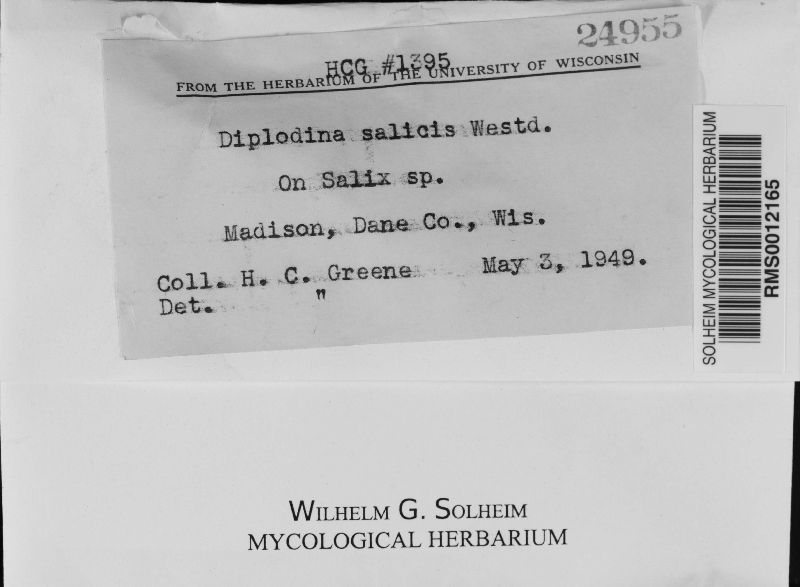 24955
HCG #1395
FROM THE HERBARIUM OF THE UNIVERSITY OF WISCONSIN
Diplodina salicis Westd.
On Salix sp.
Madison, Dane Co., Wis.
Coll. H. C. Greene May 3, 1949.
Det. "
SOLHEIM MYCOLOGICAL HERBARIUM
RMS0012165
WILHELM G. SOLHEIM
MYCOLOGICAL HERBARIUM